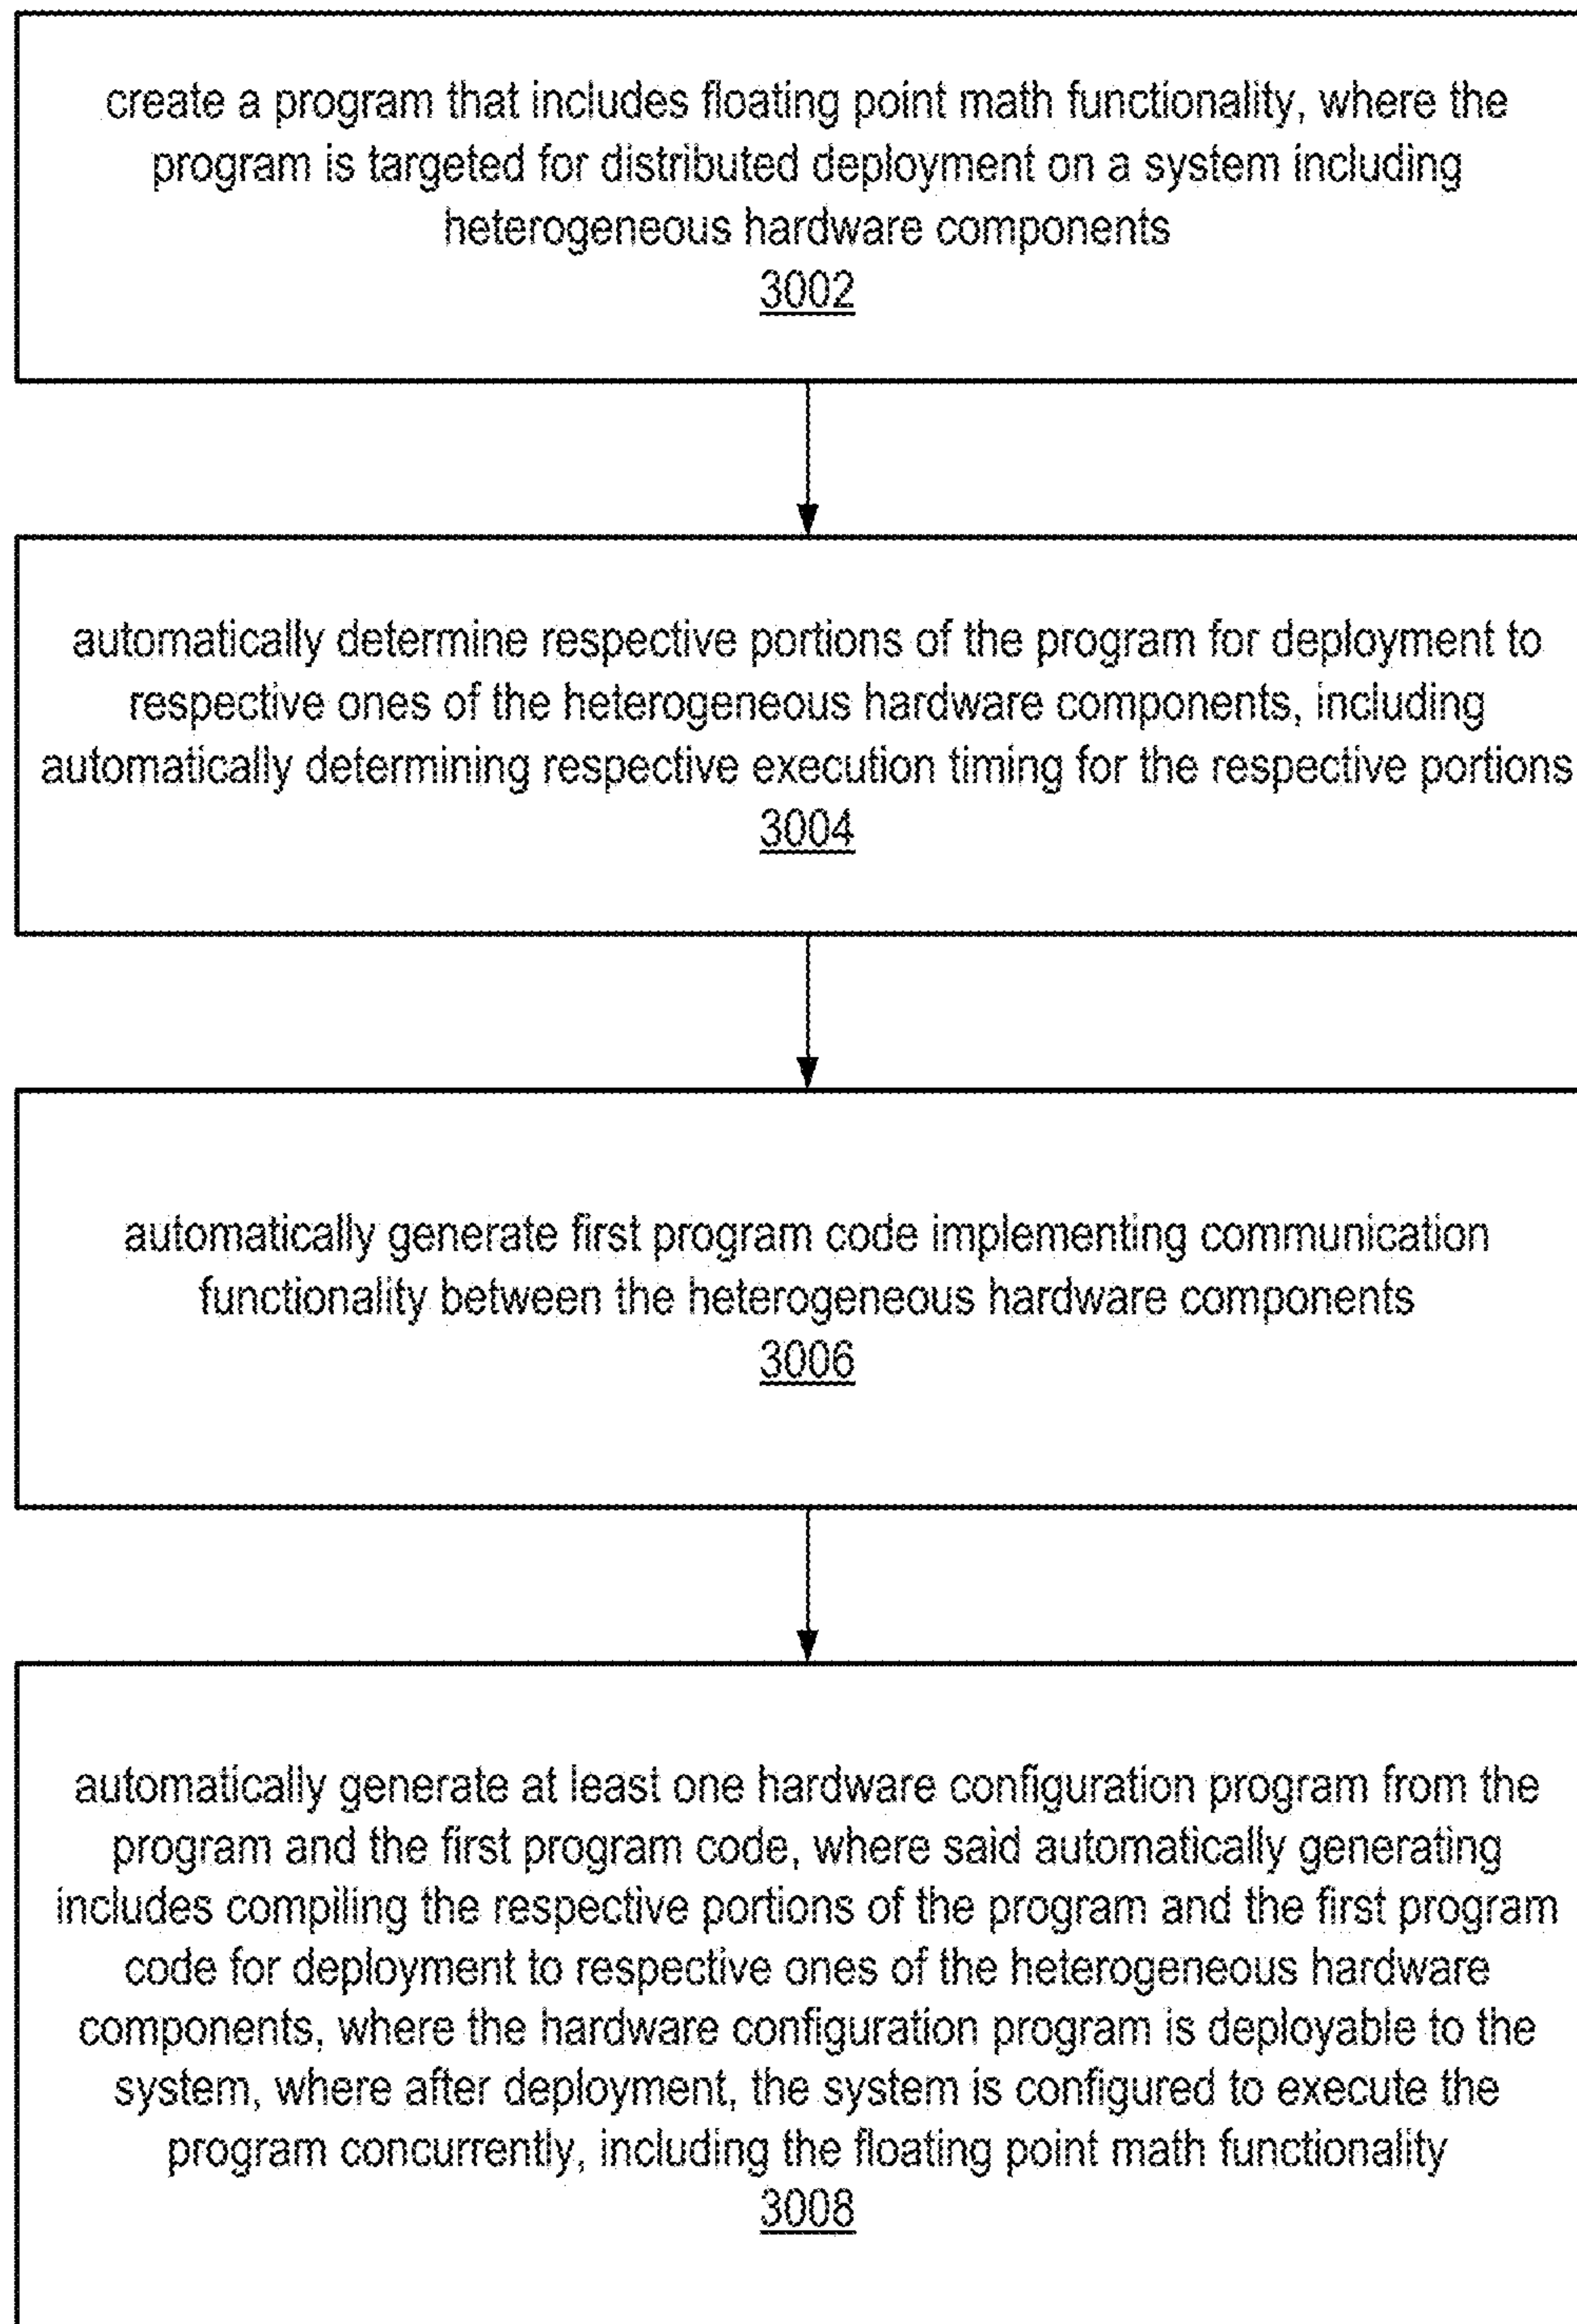 create a program that includes floating point math functionality, where the
program is targeted for distributed deployment on a system including
heterogeneous hardware components
3002
automatically determine respective portions of the program for deployment to
respective ones of the heterogeneous hardware components, including
automatically determining respective execution timing for the respective portions
3004
automatically generate first program code implementing communication
functionality between the heterogeneous hardware components
3006
automatically generate at least one hardware configuration program from the
program and the first program code, where said automatically generating
includes compiling the respective portions of the program and the first program
code for deployment to respective ones of the heterogeneous hardware
components, where the hardware configuration program is deployable to the
system, where after deployment, the system is configured to execute the
program concurrently, including the floating point math functionality
3008